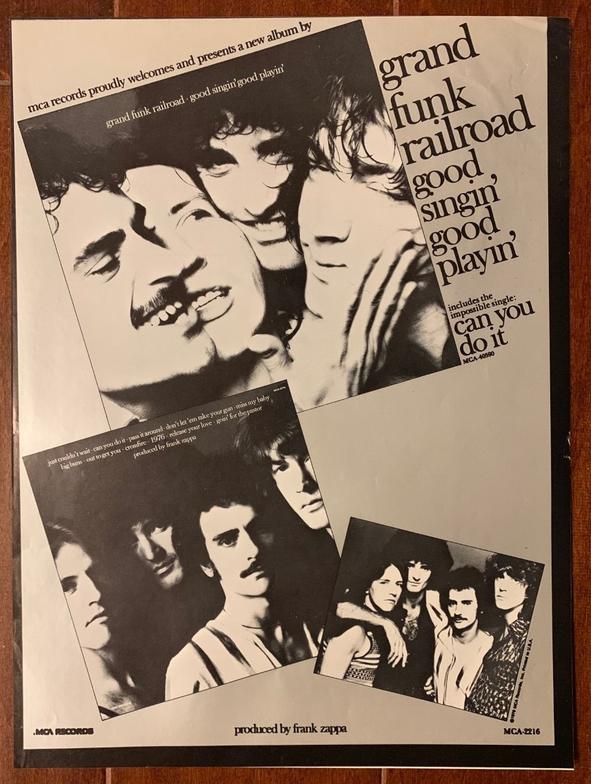 mca records proudly welcomes and presents a new album by
grand funk railroad · good singin' good playin'
grand
funk
railroad
good
singin'
good
playin'
includes the
impossible single:
can you
do it
MCA-40590
just couldn't wait · can you do it · pass it around · don't let 'em take your gun · miss my baby
big buns · out to get you · crossfire · 1976 · release your love · goin' for the pastor
produced by frank zappa
MCA RECORDS
produced by frank zappa
MCA-2216